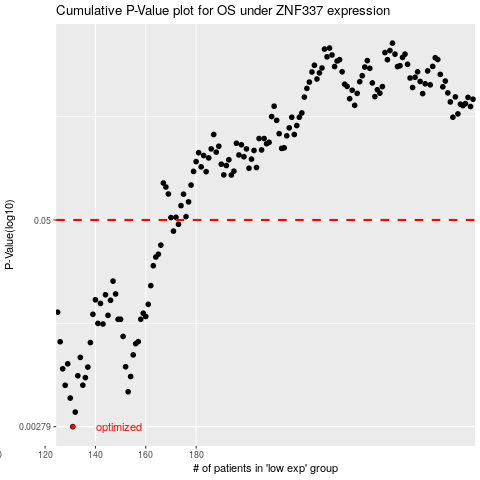 Cumulative P-Value plot for OS under ZNF337 expression
P-Value(log10)
0.05
0.00279
optimized
0 120 140 160 180
# of patients in 'low exp' group